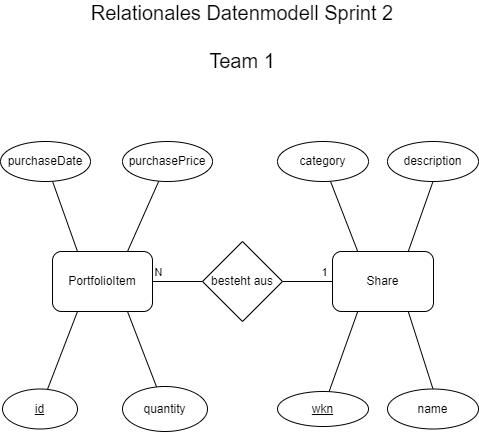 Relationales Datenmodell Sprint 2
Team 1
purchaseDate
purchasePrice
category
description
PortfolioItem
N
besteht aus
1
Share
id
quantity
wkn
name